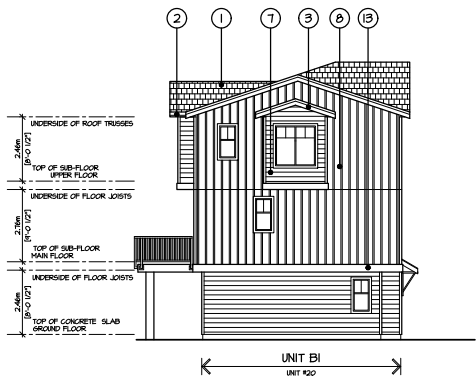 2 1 7 3 8 13
UNDERSIDE OF ROOF TRUSSES
2.46m
[8'-0 1/2"]
TOP OF SUB-FLOOR
UPPER FLOOR
UNDERSIDE OF FLOOR JOISTS
2.76m
[9'-0 1/2"]
TOP OF SUB-FLOOR
MAIN FLOOR
UNDERSIDE OF FLOOR JOISTS
2.46m
[8'-0 1/2"]
TOP OF CONCRETE SLAB
GROUND FLOOR
UNIT B1
UNIT #20